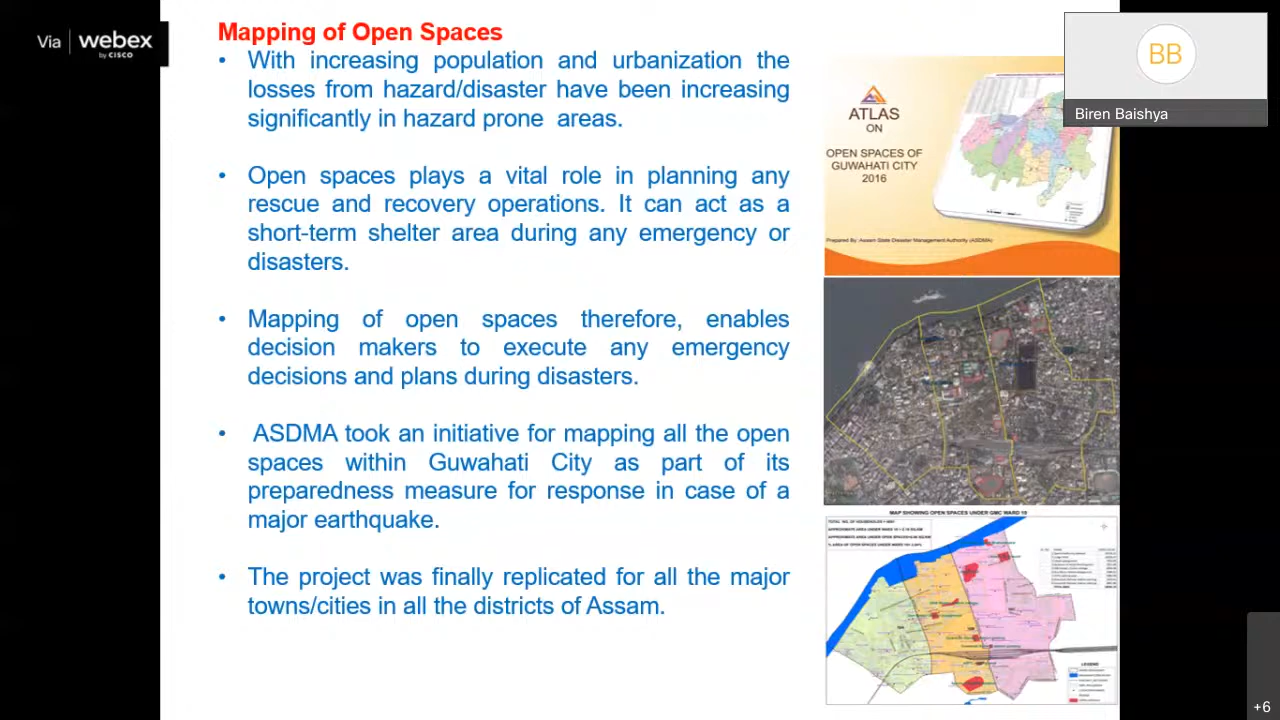 Via webex
by CISCO
Mapping of Open Spaces
• With increasing population and urbanization the
losses from hazard/disaster have been increasing
significantly in hazard prone areas.
• Open spaces plays a vital role in planning any
rescue and recovery operations. It can act as a
short-term shelter area during any emergency or
disasters.
• Mapping of open spaces therefore, enables
decision makers to execute any emergency
decisions and plans during disasters.
• ASDMA took an initiative for mapping all the open
spaces within Guwahati City as part of its
preparedness measure for response in case of a
major earthquake.
• The project was finally replicated for all the major
towns/cities in all the districts of Assam.
ATLAS
ON
OPEN SPACES OF
GUWAHATI CITY
2016
Prepared By: Assam State Disaster Management Authority (ASDMA)
MAP SHOWING OPEN SPACES UNDER GMC WARD 10
LEGEND
BB
Biren Baishya
+6